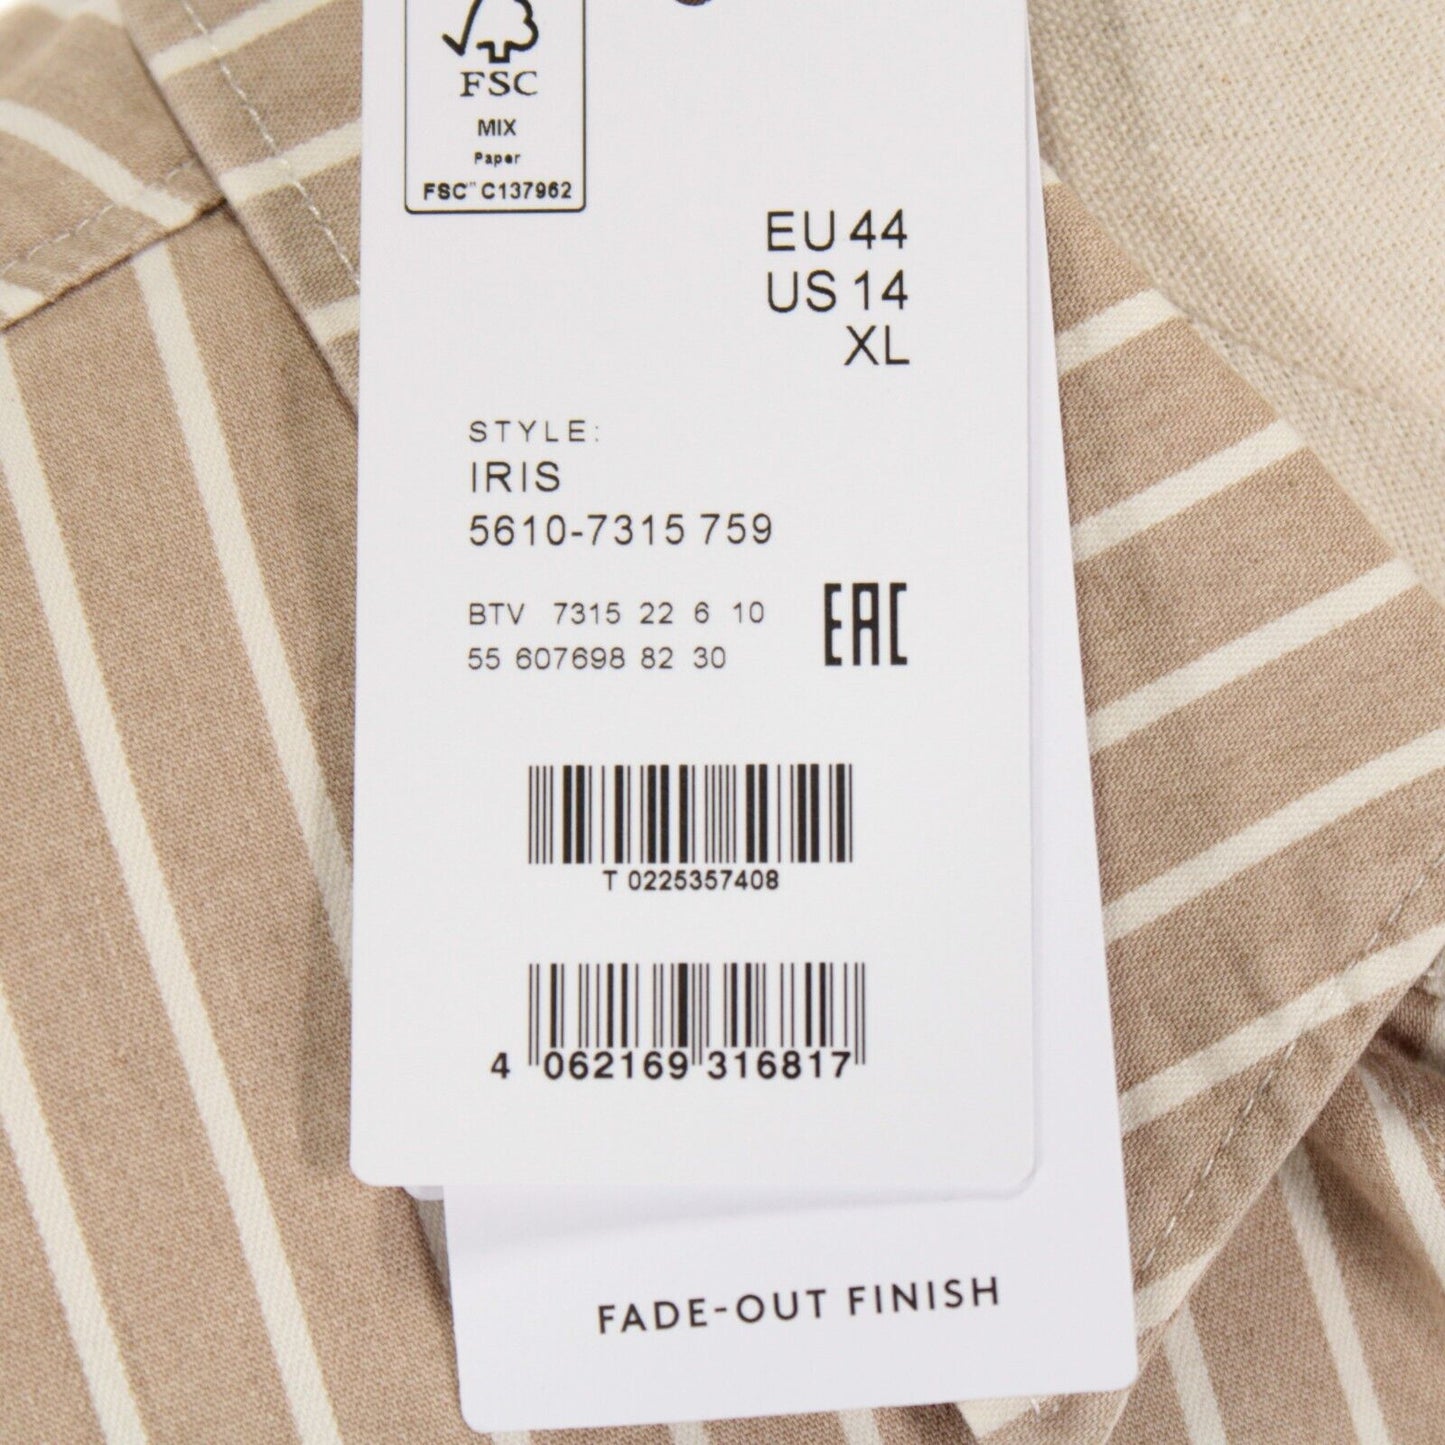 FSC
MIX
Paper
FSC™ C137962
EU 44
US 14
XL
STYLE:
IRIS
5610-7315 759
BTV 7315 22 6 10
55 607698 82 30
EAC
T 0225357408
4 062169 316817
FADE-OUT FINISH